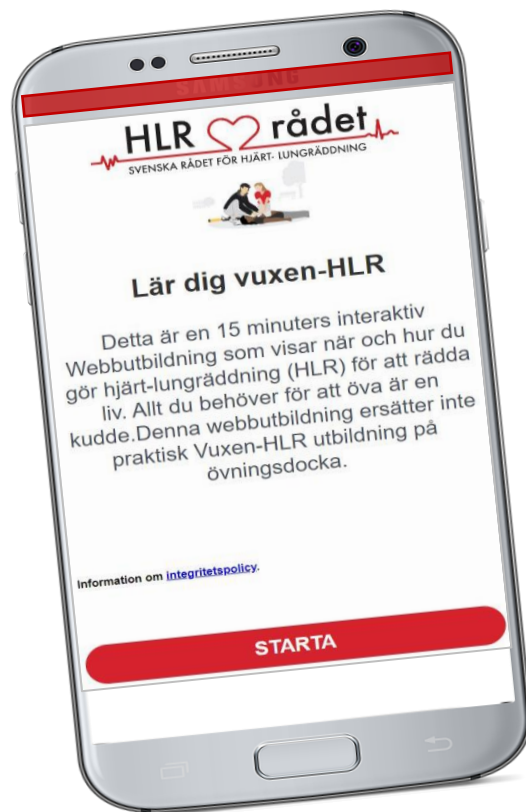 SAMSUNG
HLR rådet
SVENSKA RÅDET FÖR HJÄRT- LUNGRÄDDNING
Lär dig vuxen-HLR
Detta är en 15 minuters interaktiv
Webbutbildning som visar när och hur du
gör hjärt-lungräddning (HLR) för att rädda
liv. Allt du behöver för att öva är en
kudde.Denna webbutbildning ersätter inte
praktisk Vuxen-HLR utbildning på
övningsdocka.
Information om integritetspolicy.
STARTA